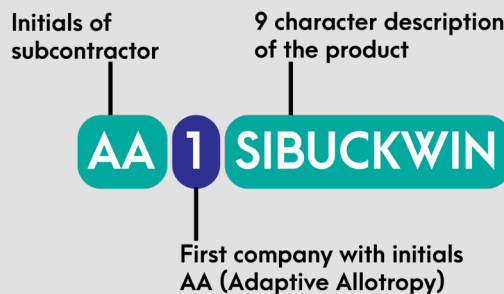 Initials of
subcontractor
9 character description
of the product
AA 1 SIBUCKWIN
First company with initials
AA (Adaptive Allotropy)